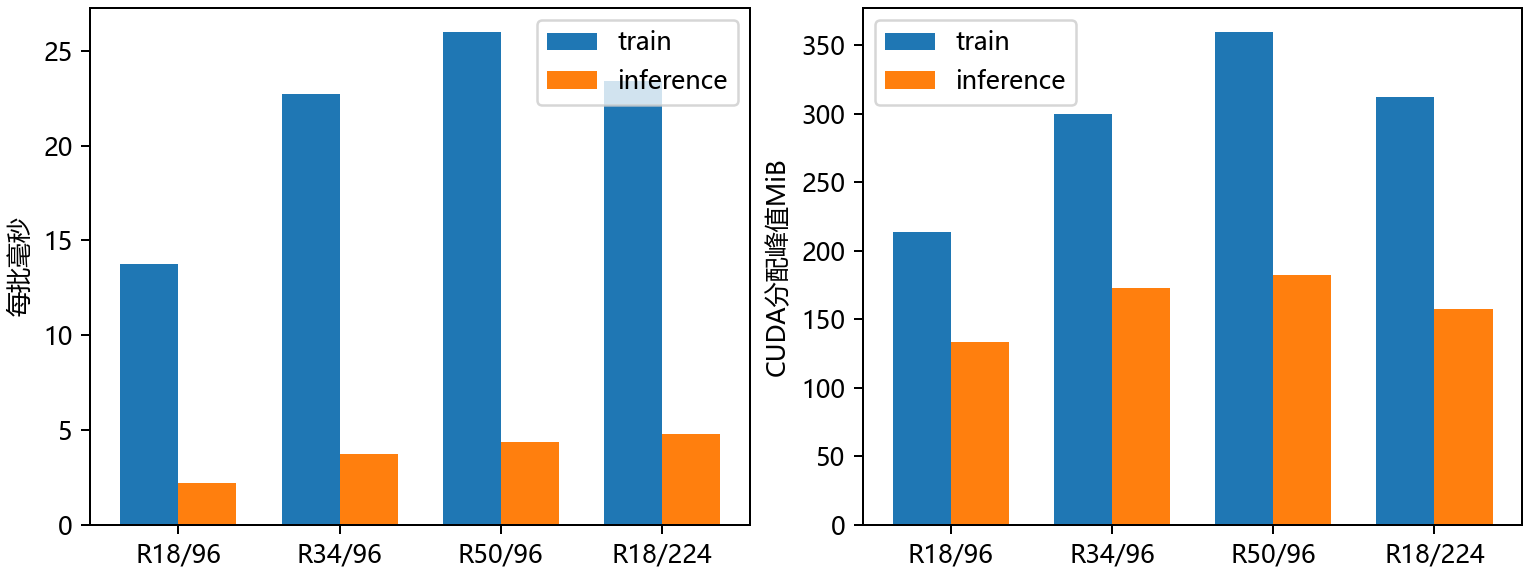 每批毫秒
25
20
15
10
5
0
train
inference
R18/96 R34/96 R50/96 R18/224
CUDA分配峰值MiB
350
300
250
200
150
100
50
0
train
inference
R18/96 R34/96 R50/96 R18/224